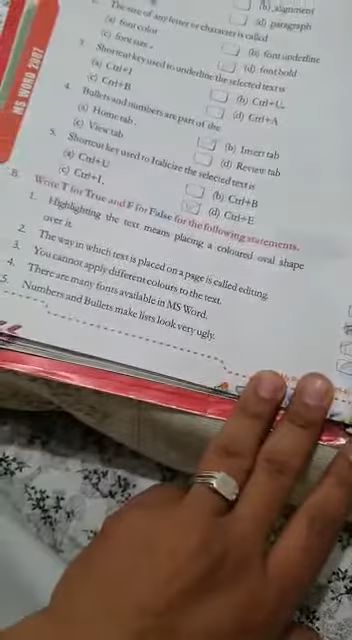 (b) alignment
The size of any letter or character is called
(a) font color
(d) paragraph
(c) font size
(b) font underline
3. Shortcut key used to underline the selected text is
(d) font bold
(a) Ctrl+I
(b) Ctrl+U
(c) Ctrl+B
(d) Ctrl+A
4. Bullets and numbers are part of the
(a) Home tab
(b) Insert tab
(c) View tab
(d) Review tab
5. Shortcut key used to Italicize the selected text is
(a) Ctrl+U
(b) Ctrl+B
(c) Ctrl+I
(d) Ctrl+E
B. Write T for True and F for False for the following statements.
1. Highlighting the text means placing a coloured oval shape
over it.
2. The way in which text is placed on a page is called editing.
3. You cannot apply different colours to the text.
4. There are many fonts available in MS Word.
5. Numbers and Bullets make lists look very ugly.
MS WORD 2007